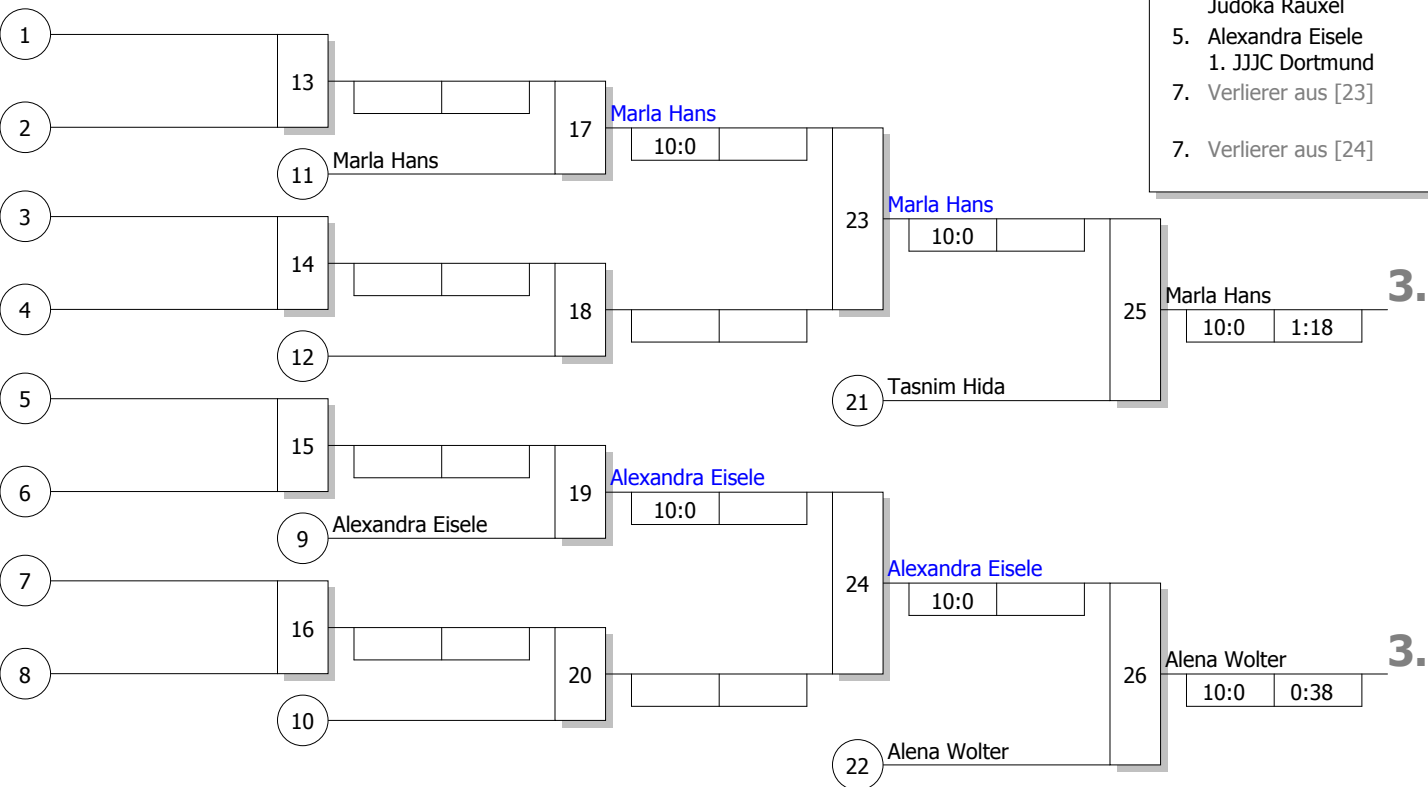 Judoka Rauxel
5. Alexandra Eisele
1. JJJC Dortmund
7. Verlierer aus [23]
7. Verlierer aus [24]
1
13
2
17
Marla Hans
10:0
11
Marla Hans
3
23
Marla Hans
10:0
14
4
18
12
25
Marla Hans
3.
10:0 1:18
21
Tasnim Hida
5
15
6
19
Alexandra Eisele
10:0
9
Alexandra Eisele
7
24
Alexandra Eisele
10:0
16
8
20
10
26
Alena Wolter
3.
10:0 0:38
22
Alena Wolter